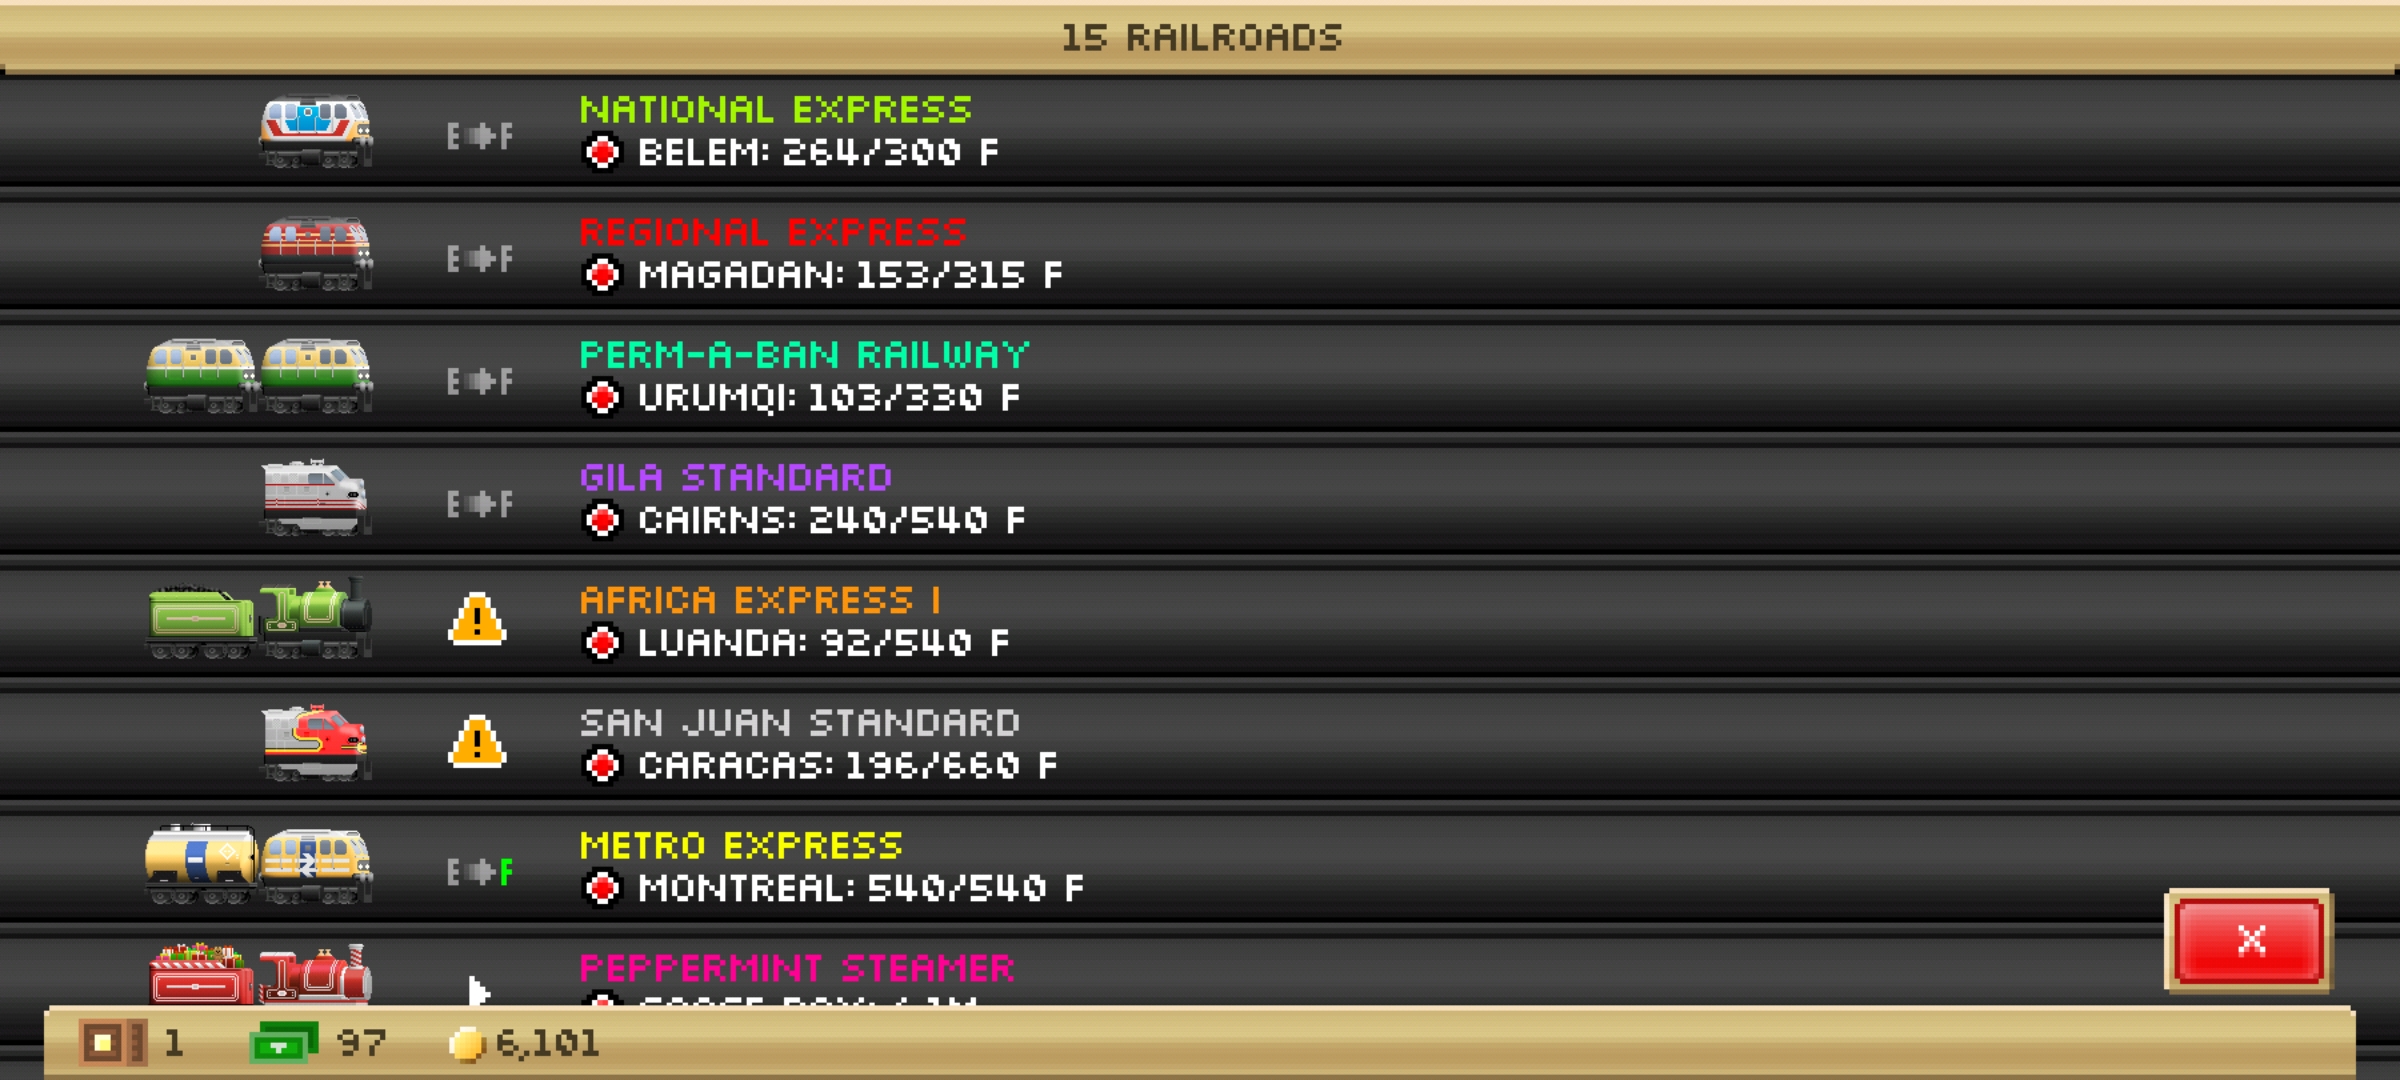 15 RAILROADS
NATIONAL EXPRESS
E F
BELEM: 264/300 F
REGIONAL EXPRESS
E F
MAGADAN: 153/315 F
PERM-A-BAN RAILWAY
E F
URUMQI: 103/330 F
GILA STANDARD
E F
CAIRNS: 240/540 F
AFRICA EXPRESS I
!
LUANDA: 92/540 F
SAN JUAN STANDARD
!
CARACAS: 196/660 F
METRO EXPRESS
E F
MONTREAL: 540/540 F
PEPPERMINT STEAMER
X
1 97 6,101